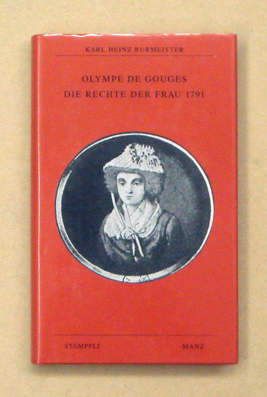 KARL HEINZ BURMEISTER
OLYMPE DE GOUGES
DIE RECHTE DER FRAU 1791
STÄMPFLI MANZ